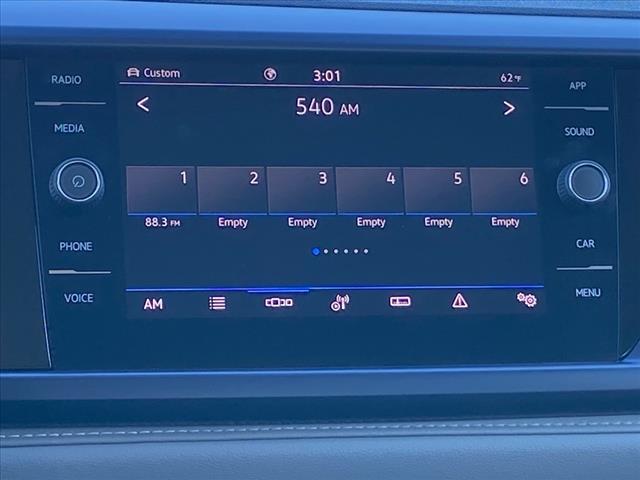 RADIO
MEDIA
PHONE
VOICE
Custom 3:01 62°F
< 540 AM >
1 2 3 4 5 6
88.3 FM Empty Empty Empty Empty Empty
AM
APP
SOUND
CAR
MENU